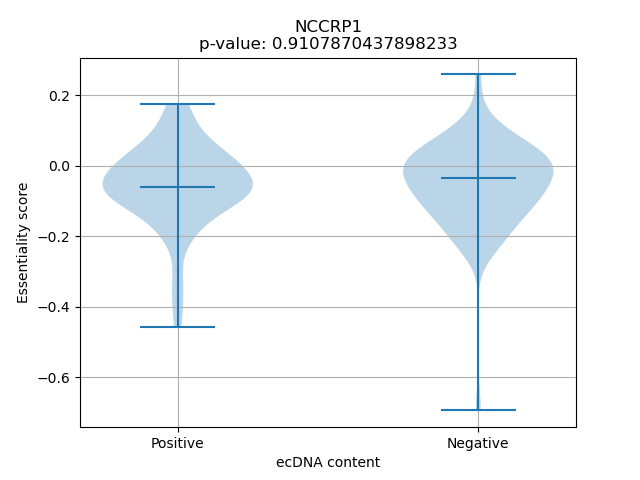 NCCRP1
p-value: 0.9107870437898233
0.2
0.0
−0.2
−0.4
−0.6
Essentiality score
Positive
Negative
ecDNA content